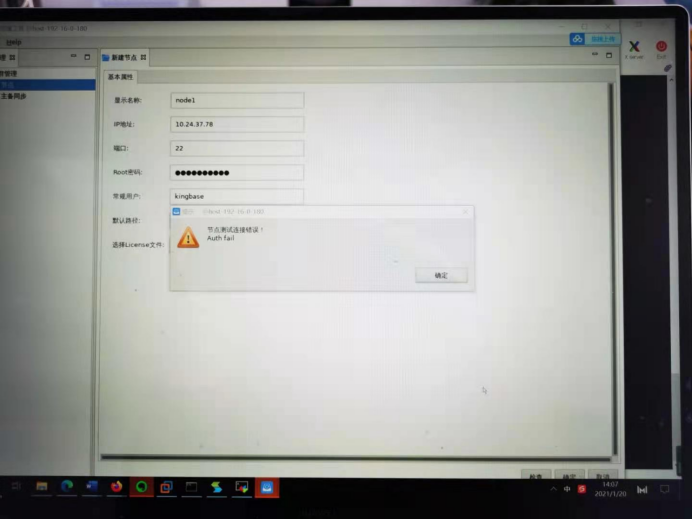 Help
新建节点
基本属性
主备同步
显示名称:
node1
IP地址:
10.24.37.78
端口:
22
Root密码:
●●●●●●●●●●
常规用户:
kingbase
默认路径:
选择License文件:
节点测试连接错误!
Auth fail
确定
确定
取消
Exit
中
14:07
2021/1/20